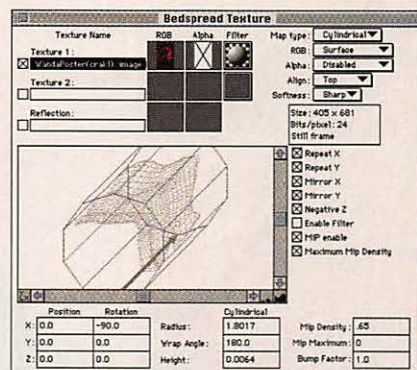 Bedspread Texture
Texture Name RGB Alpha Filter
Texture 1:
WandaPoster(crak!) image
Texture 2:
Reflection:
Map type: Cylindrical
RGB: Surface
Alpha: Disabled
Align: Top
Softness: Sharp
Size: 405 x 681
Bits/pixel: 24
Still frame
Repeat X
Repeat Y
Mirror X
Mirror Y
Negative Z
Enable Filter
MIP enable
Maximum Mip Density
Position Rotation Cylindrical
X: 0.0 -90.0 Radius: 1.8017 Mip Density: .65
Y: 0.0 0.0 Wrap Angle: 180.0 Mip Maximum: 0
Z: 0.0 0.0 Height: 0.0064 Bump Factor: 1.0